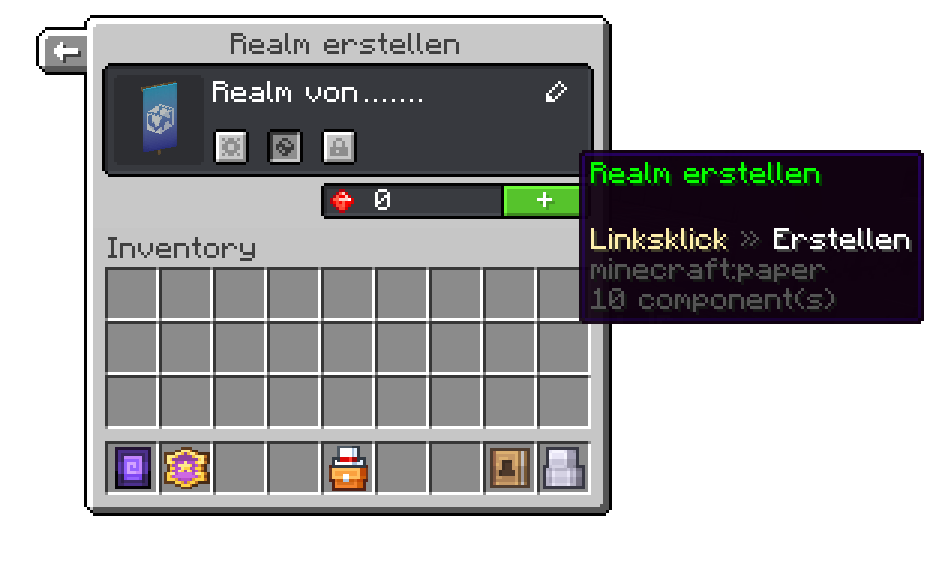 Realm erstellen
Realm von.......
0
+
Realm erstellen
Linksklick » Erstellen
minecraft:paper
10 component(s)
Inventory